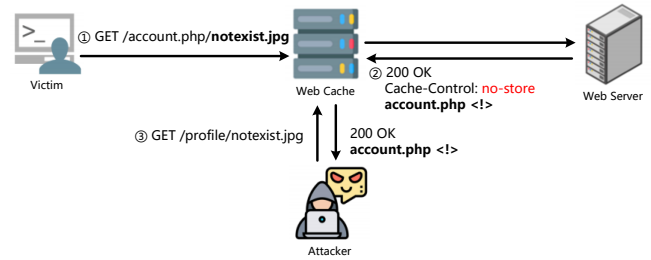 >_
① GET /account.php/notexist.jpg
Victim
Web Cache
② 200 OK
Cache-Control: no-store
account.php <!>
Web Server
③ GET /profile/notexist.jpg
200 OK
account.php <!>
Attacker